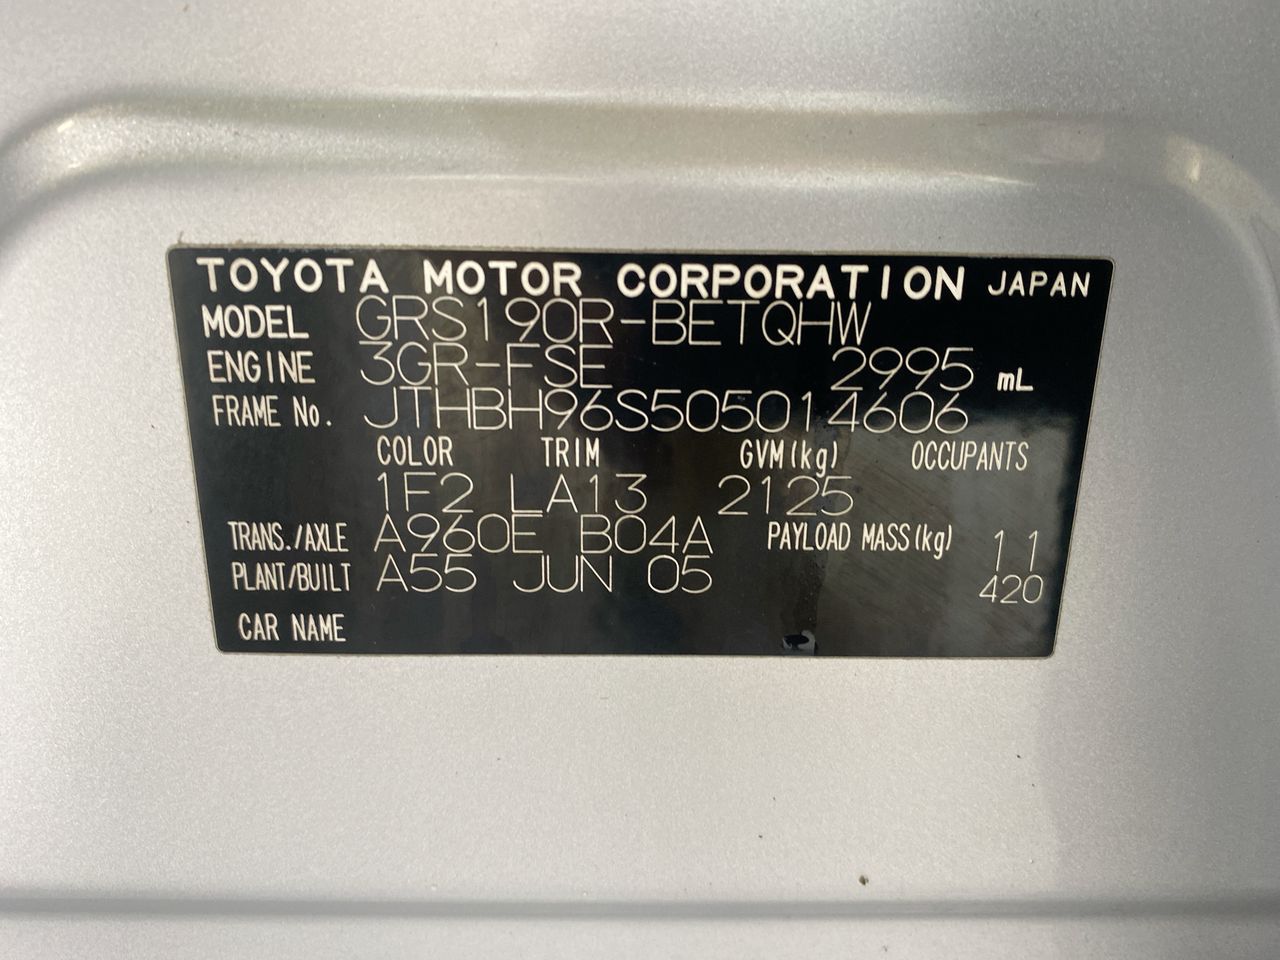 TOYOTA MOTOR CORPORATION JAPAN
MODEL GRS190R-BETQHW
ENGINE 3GR-FSE 2995 mL
FRAME No. JTHBH96S505014606
COLOR TRIM GVM(kg) OCCUPANTS
1F2 LA13 2125
TRANS./AXLE A960E B04A PAYLOAD MASS(kg) 11
PLANT/BUILT A55 JUN 05 420
CAR NAME